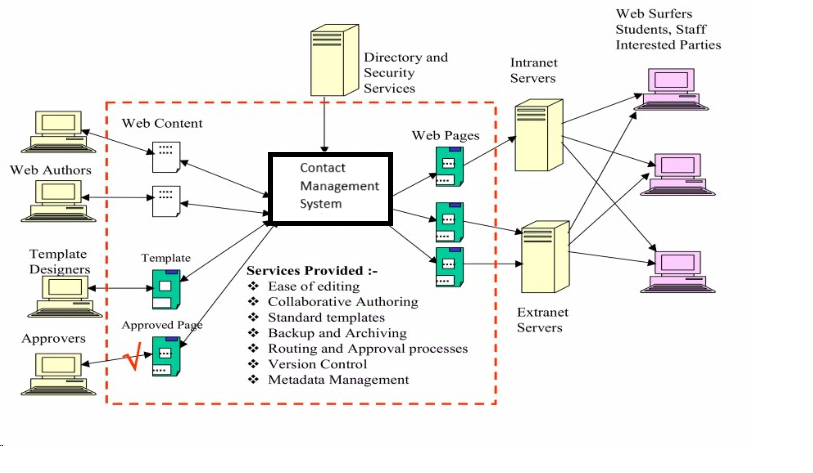 Web Surfers
Students, Staff
Interested Parties
Directory and
Security
Services
Intranet
Servers
Web Content
Web Pages
Web Authors
Contact
Management
System
Template
Designers
Template
Services Provided :-
❖ Ease of editing
❖ Collaborative Authoring
❖ Standard templates
❖ Backup and Archiving
❖ Routing and Approval processes
❖ Version Control
❖ Metadata Management
Approved Page
Approvers
Extranet
Servers